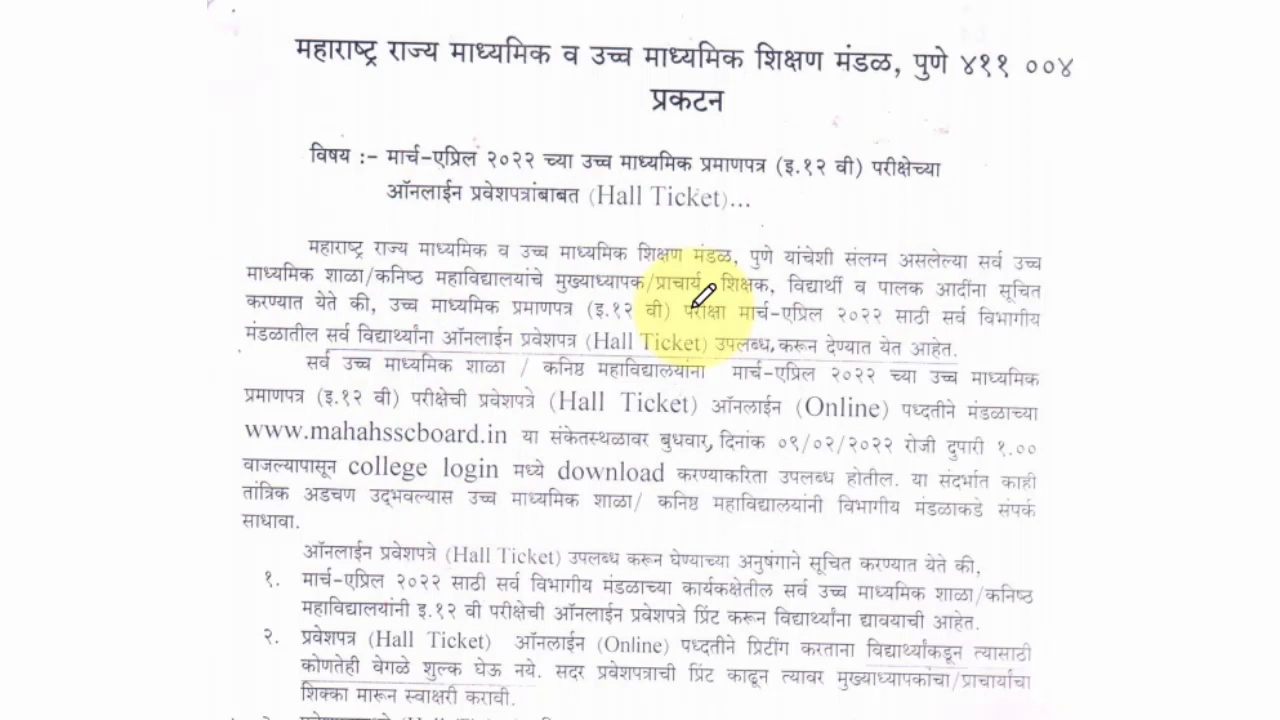 महाराष्ट्र राज्य माध्यमिक व उच्च माध्यमिक शिक्षण मंडळ, पुणे ४११ ००४
प्रकटन
विषय :- मार्च-एप्रिल २०२२ च्या उच्च माध्यमिक प्रमाणपत्र (इ.१२ वी) परीक्षेच्या
ऑनलाईन प्रवेशपत्रांबाबत (Hall Ticket)...
महाराष्ट्र राज्य माध्यमिक व उच्च माध्यमिक शिक्षण मंडळ, पुणे यांचेशी संलग्न असलेल्या सर्व उच्च
माध्यमिक शाळा/कनिष्ठ महाविद्यालयांचे मुख्याध्यापक/प्राचार्य, शिक्षक, विद्यार्थी व पालक आदींना सूचित
करण्यात येते की, उच्च माध्यमिक प्रमाणपत्र (इ.१२ वी) परीक्षा मार्च-एप्रिल २०२२ साठी सर्व विभागीय
मंडळातील सर्व विद्यार्थ्यांना ऑनलाईन प्रवेशपत्र (Hall Ticket) उपलब्ध करून देण्यात येत आहेत.
सर्व उच्च माध्यमिक शाळा / कनिष्ठ महाविद्यालयांना मार्च-एप्रिल २०२२ च्या उच्च माध्यमिक
प्रमाणपत्र (इ.१२ वी) परीक्षेची प्रवेशपत्रे (Hall Ticket) ऑनलाईन (Online) पध्दतीने मंडळाच्या
www.mahahsscboard.in या संकेतस्थळावर बुधवार, दिनांक ०९/०२/२०२२ रोजी दुपारी १.००
वाजल्यापासून college login मध्ये download करण्याकरिता उपलब्ध होतील. या संदर्भात काही
तांत्रिक अडचण उद्‌भवल्यास उच्च माध्यमिक शाळा/ कनिष्ठ महाविद्यालयांनी विभागीय मंडळाकडे संपर्क
साधावा.
ऑनलाईन प्रवेशपत्रे (Hall Ticket) उपलब्ध करून घेण्याच्या अनुषंगाने सूचित करण्यात येते की,
१. मार्च-एप्रिल २०२२ साठी सर्व विभागीय मंडळाच्या कार्यकक्षेतील सर्व उच्च माध्यमिक शाळा/कनिष्ठ
महाविद्यालयांनी इ.१२ वी परीक्षेची ऑनलाईन प्रवेशपत्रे प्रिंट करून विद्यार्थ्यांना द्यावयाची आहेत.
२. प्रवेशपत्र (Hall Ticket) ऑनलाईन (Online) पध्दतीने प्रिटींग करताना विद्यार्थ्यांकडून त्यासाठी
कोणतेही वेगळे शुल्क घेऊ नये. सदर प्रवेशपत्राची प्रिंट काढून त्यावर मुख्याध्यापकांचा/प्राचार्यांचा
शिक्का मारून स्वाक्षरी करावी.